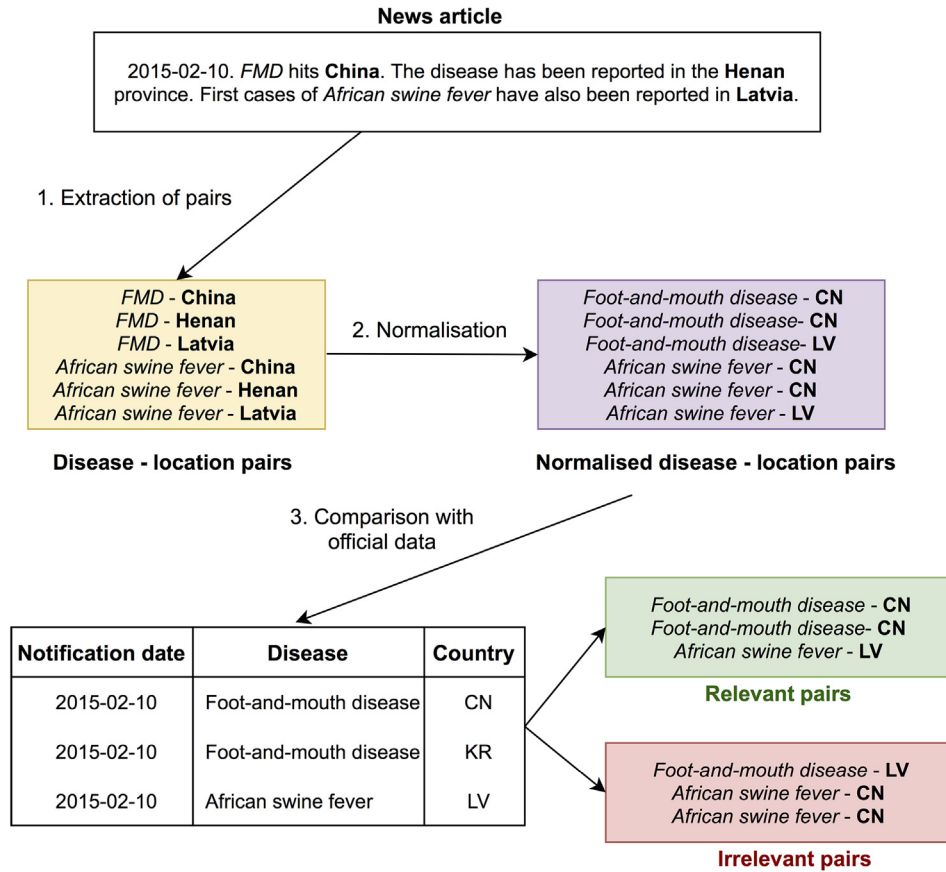 News article
2015-02-10. FMD hits China. The disease has been reported in the Henan
province. First cases of African swine fever have also been reported in Latvia.
1. Extraction of pairs
FMD - China
FMD - Henan
FMD - Latvia
African swine fever - China
African swine fever - Henan
African swine fever - Latvia
Disease - location pairs
2. Normalisation
Foot-and-mouth disease - CN
Foot-and-mouth disease- CN
Foot-and-mouth disease- LV
African swine fever - CN
African swine fever - CN
African swine fever - LV
Normalised disease - location pairs
3. Comparison with
official data
Notification date Disease Country
2015-02-10 Foot-and-mouth disease CN
2015-02-10 Foot-and-mouth disease KR
2015-02-10 African swine fever LV
Foot-and-mouth disease - CN
Foot-and-mouth disease- CN
African swine fever - LV
Relevant pairs
Foot-and-mouth disease - LV
African swine fever - CN
African swine fever - CN
Irrelevant pairs